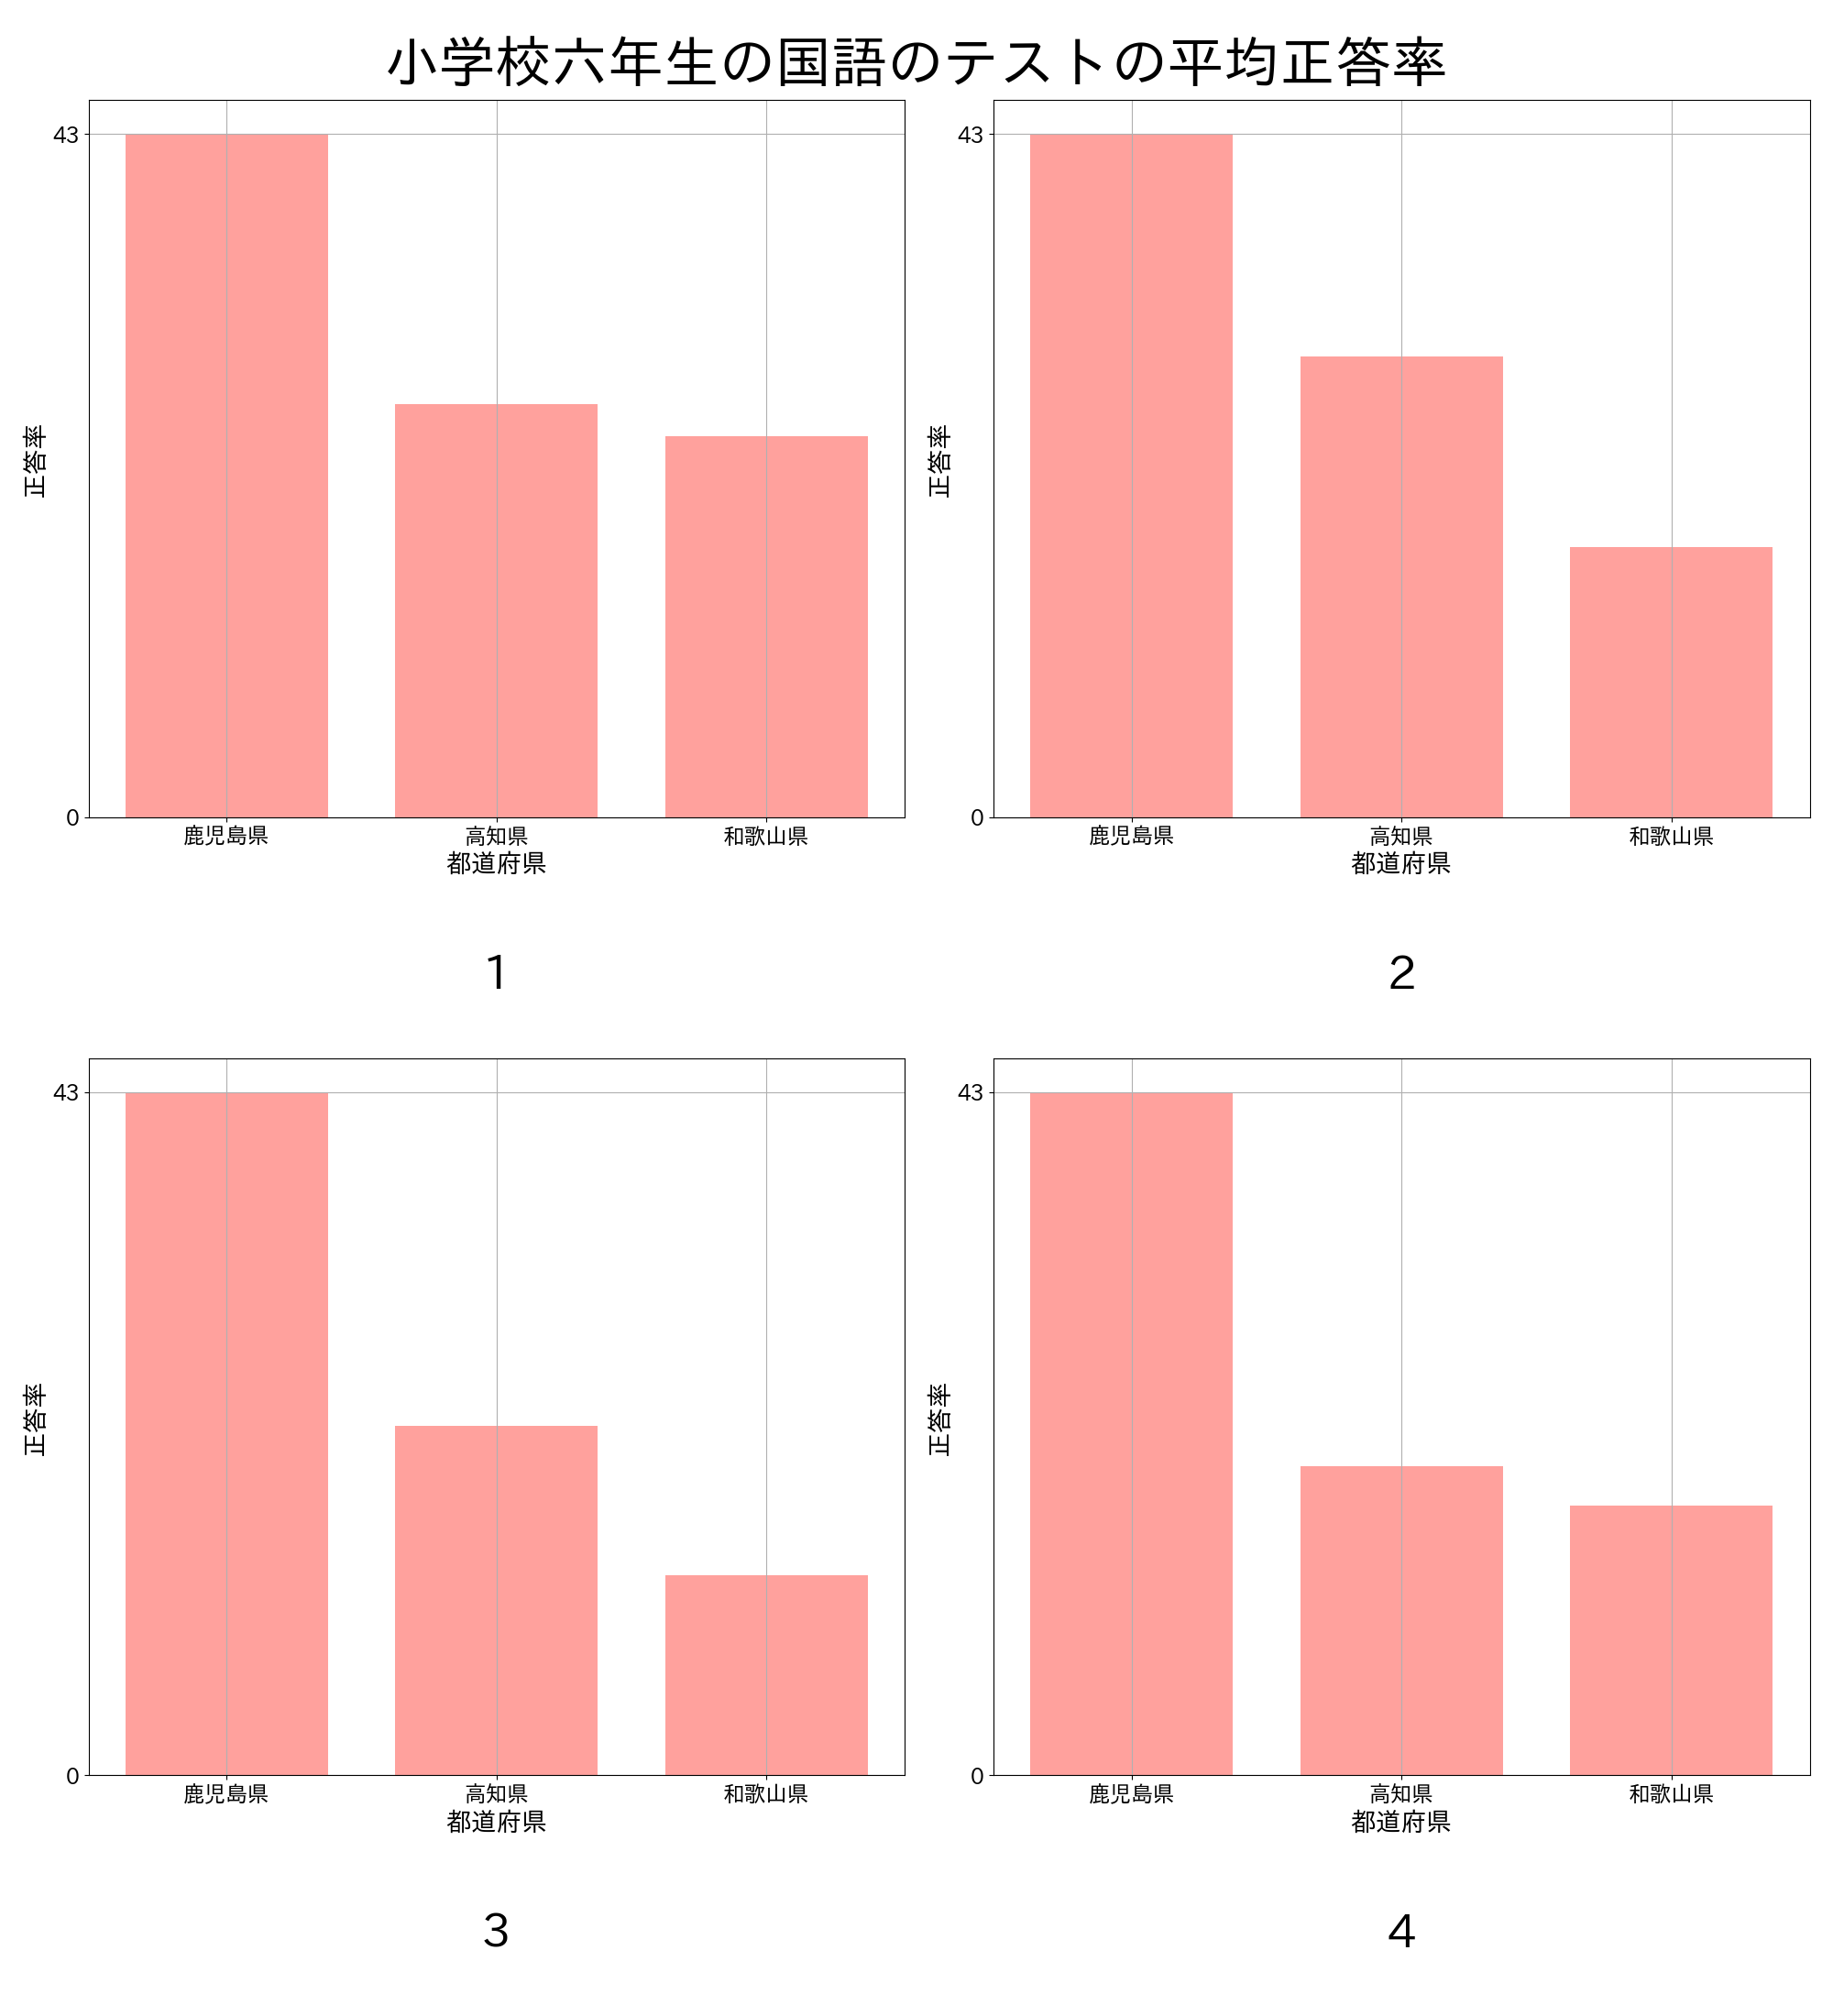 小学校六年生の国語のテストの平均正答率
43
正答率
0
鹿児島県 高知県 和歌山県
都道府県
1
43
正答率
0
鹿児島県 高知県 和歌山県
都道府県
2
43
正答率
0
鹿児島県 高知県 和歌山県
都道府県
3
43
正答率
0
鹿児島県 高知県 和歌山県
都道府県
4